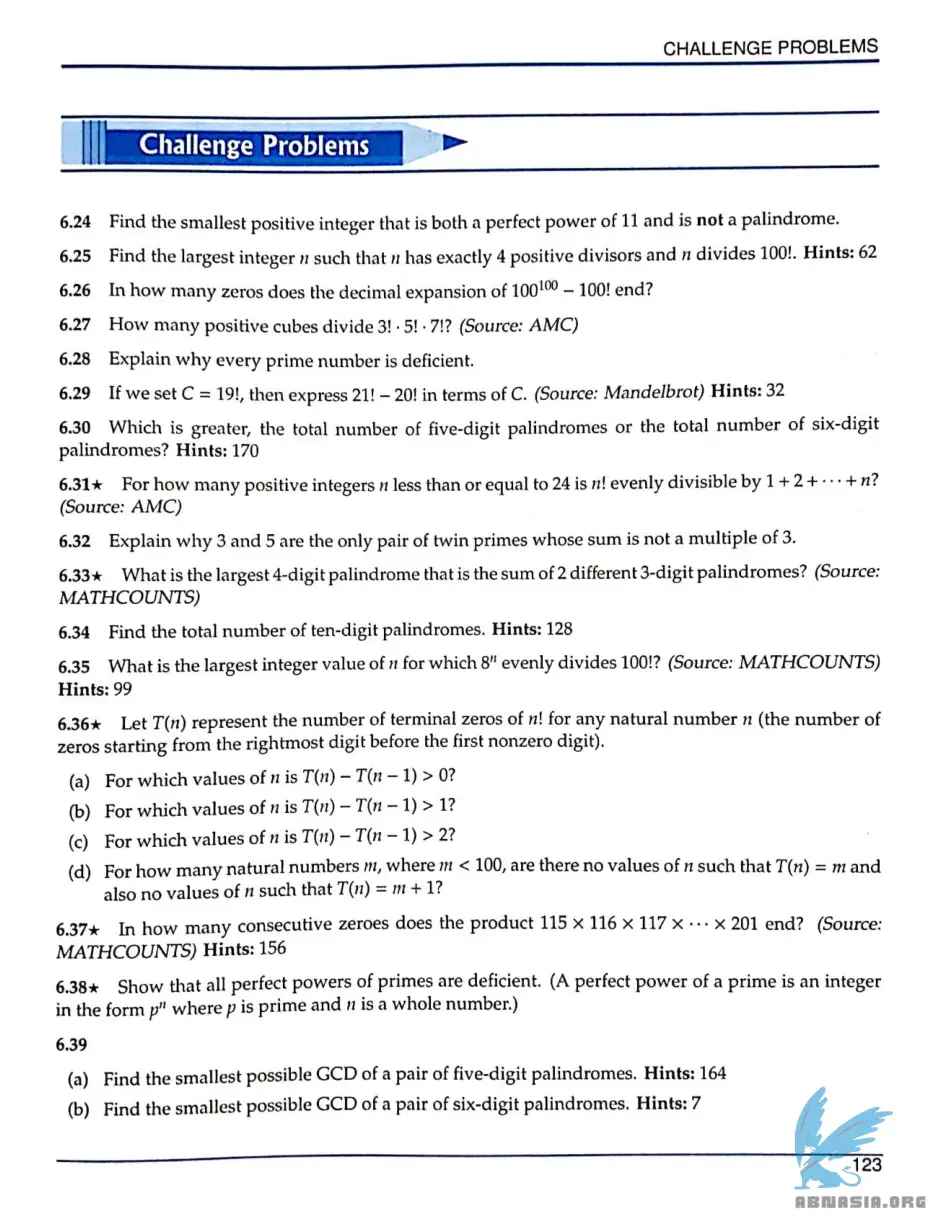 CHALLENGE PROBLEMS
Challenge Problems
6.24 Find the smallest positive integer that is both a perfect power of 11 and is not a palindrome.
6.25 Find the largest integer n such that n has exactly 4 positive divisors and n divides 100!. Hints: 62
6.26 In how many zeros does the decimal expansion of 100¹⁰⁰ − 100! end?
6.27 How many positive cubes divide 3! · 5! · 7!? (Source: AMC)
6.28 Explain why every prime number is deficient.
6.29 If we set C = 19!, then express 21! − 20! in terms of C. (Source: Mandelbrot) Hints: 32
6.30 Which is greater, the total number of five-digit palindromes or the total number of six-digit
palindromes? Hints: 170
6.31★ For how many positive integers n less than or equal to 24 is n! evenly divisible by 1 + 2 + · · · + n?
(Source: AMC)
6.32 Explain why 3 and 5 are the only pair of twin primes whose sum is not a multiple of 3.
6.33★ What is the largest 4-digit palindrome that is the sum of 2 different 3-digit palindromes? (Source:
MATHCOUNTS)
6.34 Find the total number of ten-digit palindromes. Hints: 128
6.35 What is the largest integer value of n for which 8ⁿ evenly divides 100!? (Source: MATHCOUNTS)
Hints: 99
6.36★ Let T(n) represent the number of terminal zeros of n! for any natural number n (the number of
zeros starting from the rightmost digit before the first nonzero digit).
(a) For which values of n is T(n) − T(n − 1) > 0?
(b) For which values of n is T(n) − T(n − 1) > 1?
(c) For which values of n is T(n) − T(n − 1) > 2?
(d) For how many natural numbers m, where m < 100, are there no values of n such that T(n) = m and
also no values of n such that T(n) = m + 1?
6.37★ In how many consecutive zeroes does the product 115 × 116 × 117 × · · · × 201 end? (Source:
MATHCOUNTS) Hints: 156
6.38★ Show that all perfect powers of primes are deficient. (A perfect power of a prime is an integer
in the form pⁿ where p is prime and n is a whole number.)
6.39
(a) Find the smallest possible GCD of a pair of five-digit palindromes. Hints: 164
(b) Find the smallest possible GCD of a pair of six-digit palindromes. Hints: 7
123
ABNASIA.ORG